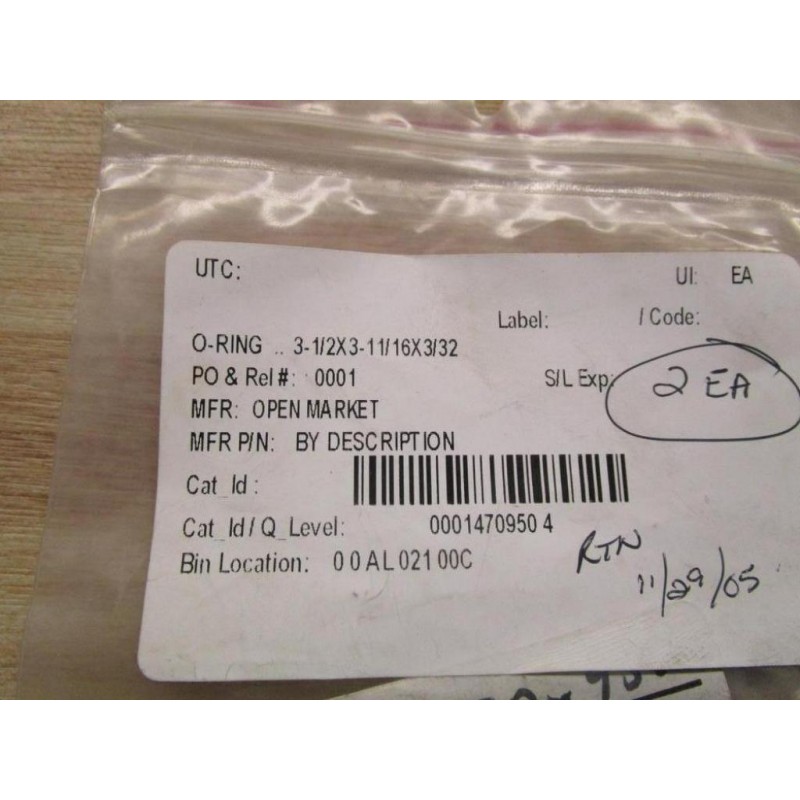 UTC:
UI: EA
Label: / Code:
O-RING .. 3-1/2X3-11/16X3/32
PO & Rel #: 0001
S/L Exp:
2 EA
MFR: OPEN MARKET
MFR P/N: BY DESCRIPTION
Cat_Id :
Cat_Id / Q_Level: 0001470950 4
Bin Location: 0 0 AL 021 00C
RTN
11/29/05